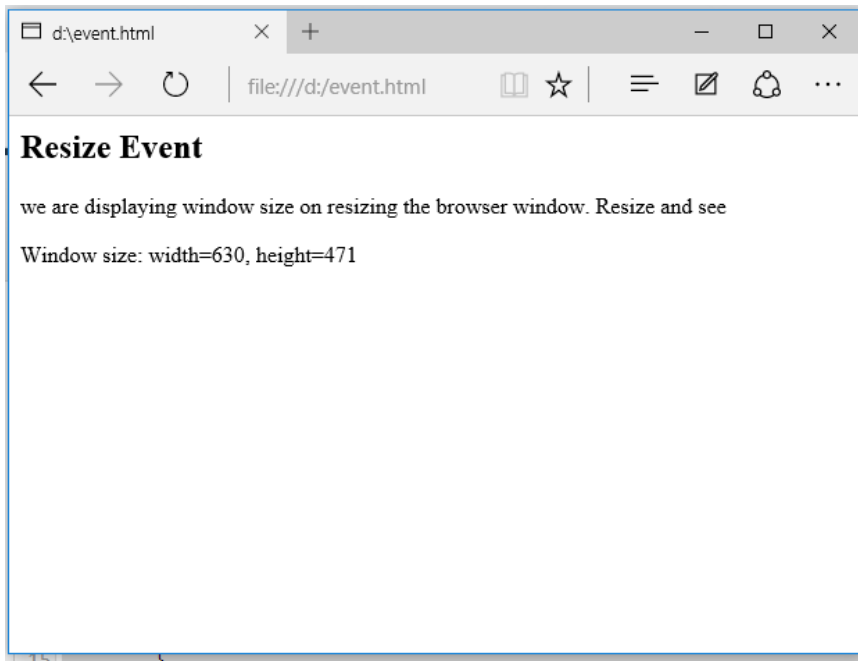 d:\event.html
file:///d:/event.html
Resize Event
we are displaying window size on resizing the browser window. Resize and see
Window size: width=630, height=471